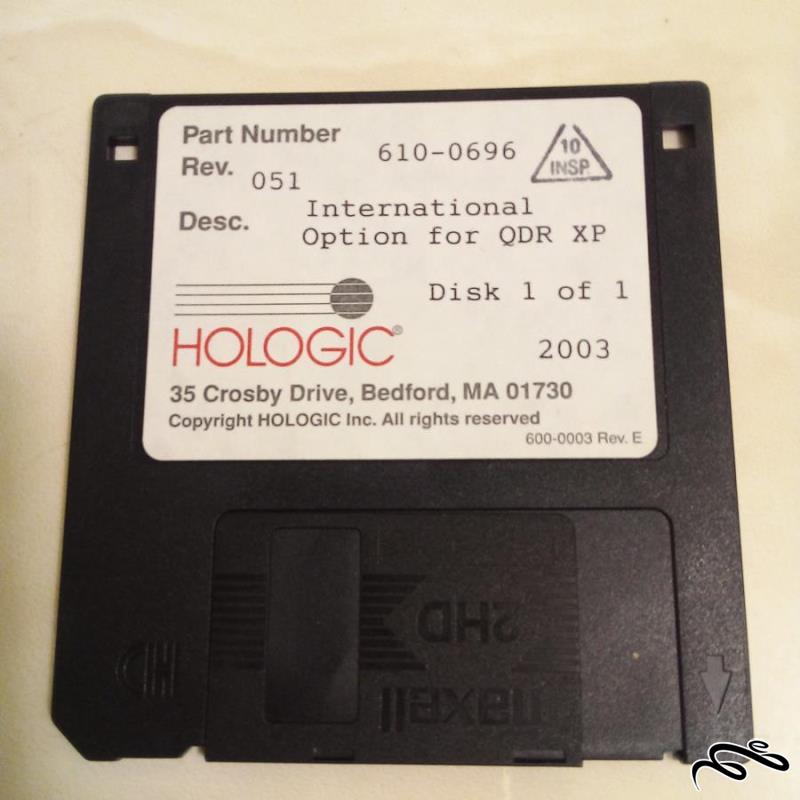 Part Number 610-0696
10
INSP.
Rev. 051
Desc. International
Option for QDR XP
Disk 1 of 1
HOLOGIC®
2003
35 Crosby Drive, Bedford, MA 01730
Copyright HOLOGIC Inc. All rights reserved
600-0003 Rev. E
HD
2HD
maxell